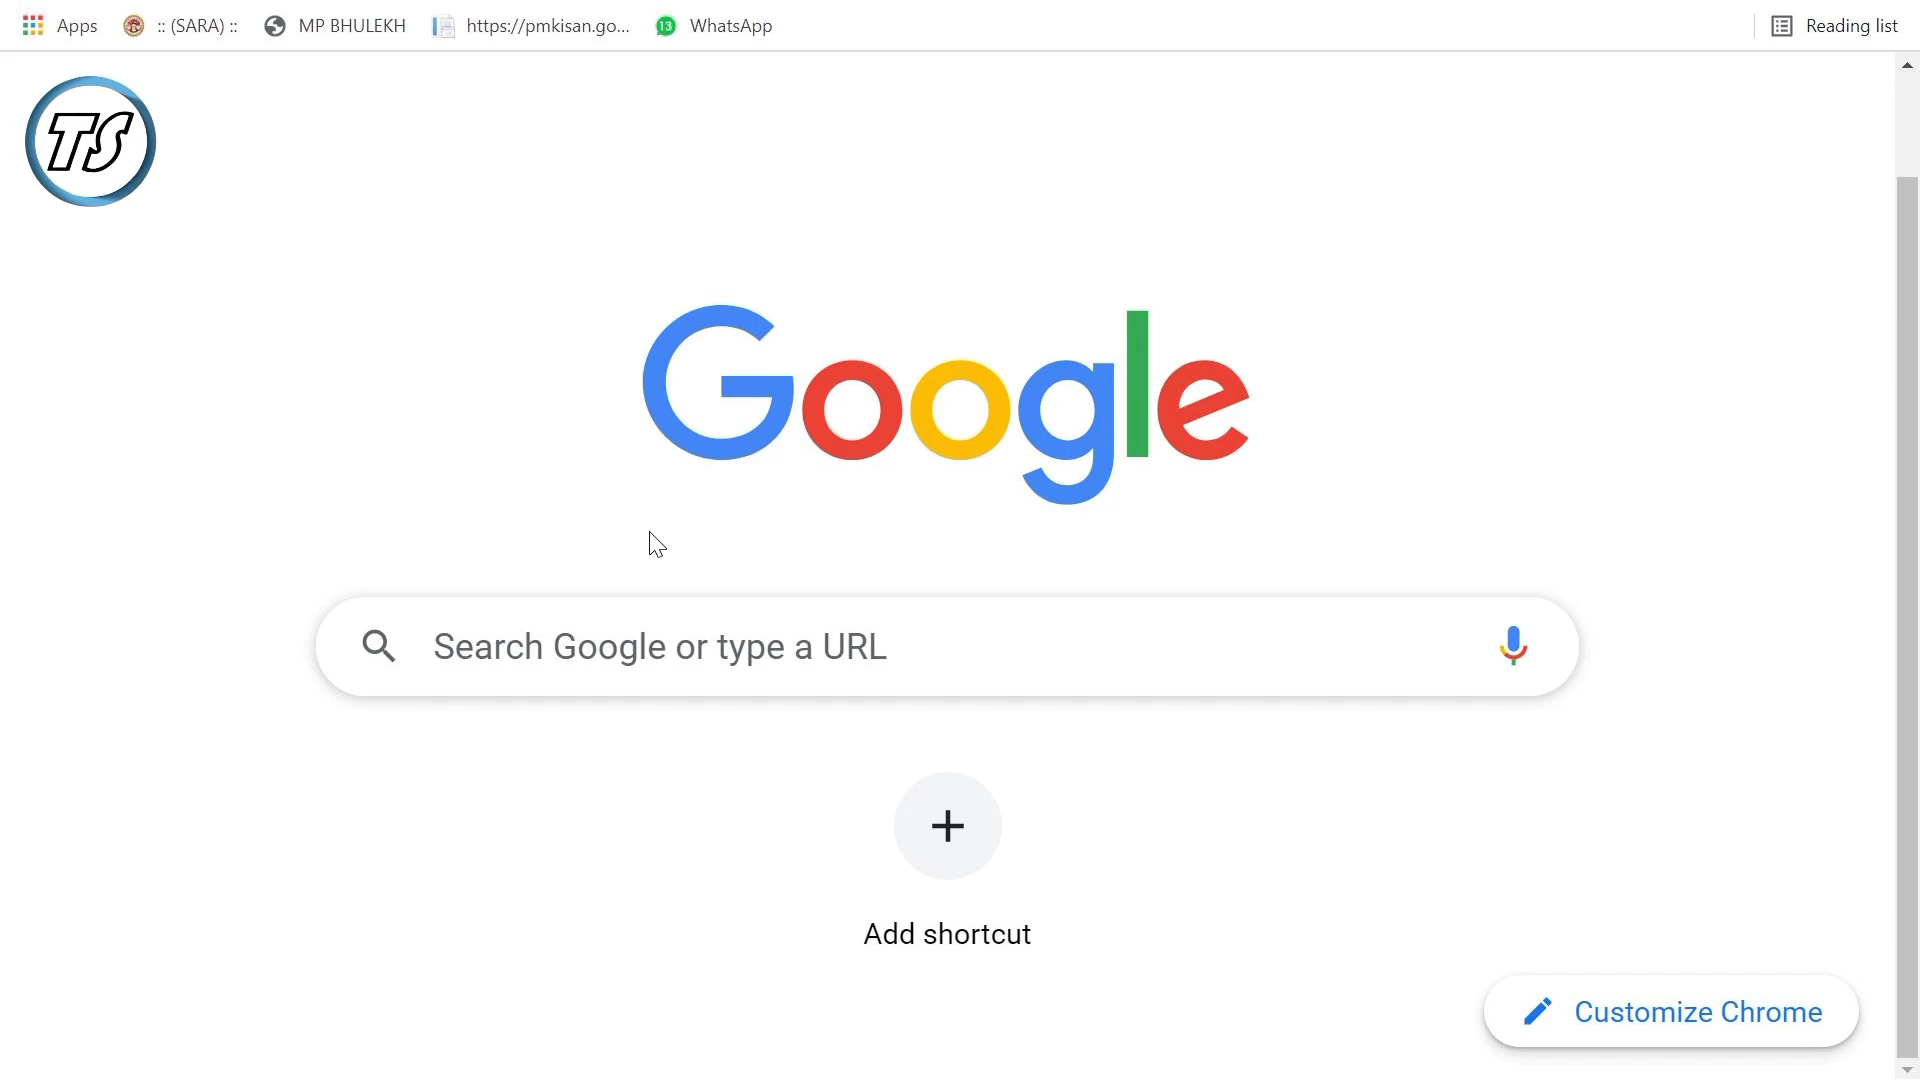 Apps :: (SARA) :: MP BHULEKH https://pmkisan.go... 13 WhatsApp Reading list
TS
Google
Search Google or type a URL
Add shortcut
Customize Chrome